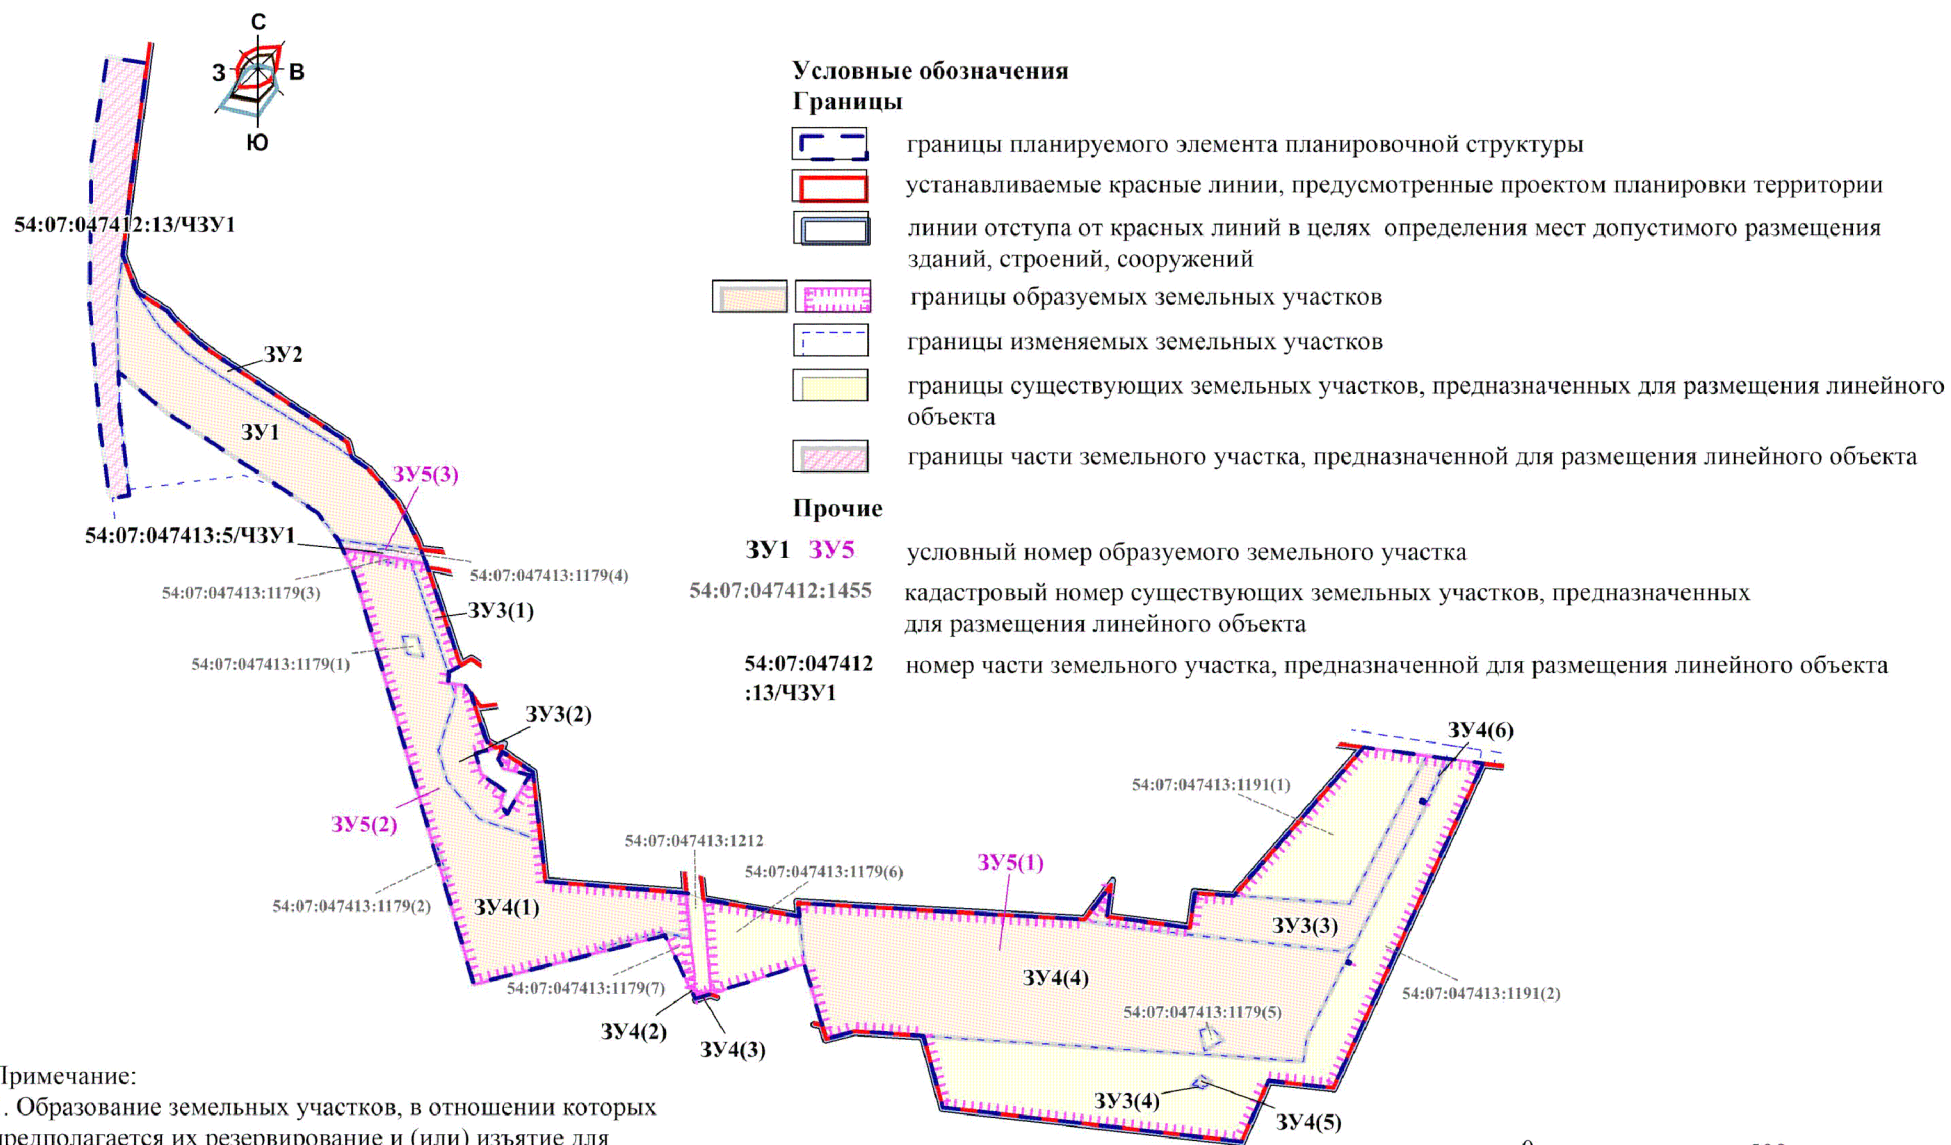 С
З
В
Ю
Условные обозначения
Границы
границы планируемого элемента планировочной структуры
устанавливаемые красные линии, предусмотренные проектом планировки территории
линии отступа от красных линий в целях определения мест допустимого размещения
зданий, строений, сооружений
границы образуемых земельных участков
границы изменяемых земельных участков
границы существующих земельных участков, предназначенных для размещения линейного
объекта
границы части земельного участка, предназначенной для размещения линейного объекта
Прочие
ЗУ1 ЗУ5 условный номер образуемого земельного участка
54:07:047412:1455 кадастровый номер существующих земельных участков, предназначенных
для размещения линейного объекта
54:07:047412 номер части земельного участка, предназначенной для размещения линейного объекта
:13/ЧЗУ1
54:07:047412:13/ЧЗУ1
ЗУ2
ЗУ1
ЗУ5(3)
54:07:047413:5/ЧЗУ1
54:07:047413:1179(4)
54:07:047413:1179(3)
ЗУ3(1)
54:07:047413:1179(1)
ЗУ3(2)
ЗУ5(2)
54:07:047413:1179(2)
ЗУ4(1)
54:07:047413:1212
54:07:047413:1179(6)
54:07:047413:1179(7)
ЗУ4(2)
ЗУ4(3)
ЗУ5(1)
ЗУ4(4)
54:07:047413:1179(5)
ЗУ3(4)
ЗУ4(5)
ЗУ3(3)
54:07:047413:1191(1)
ЗУ4(6)
54:07:047413:1191(2)
Примечание:
. Образование земельных участков, в отношении которых
предполагается их резервирование и (или) изъятие для